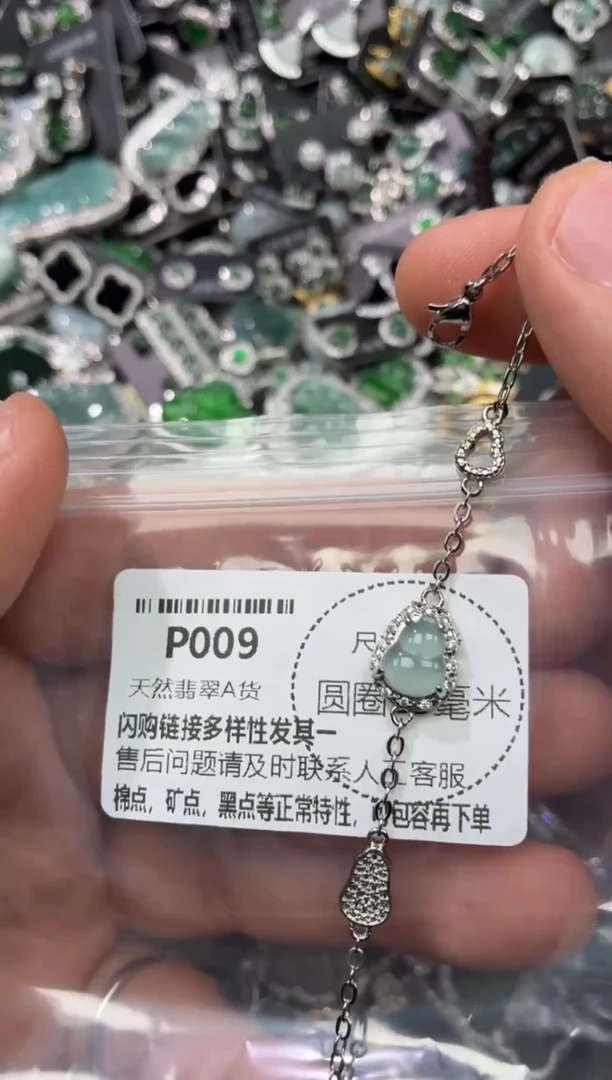 P009
尺
天然翡翠A货
圆圈 毫米
闪购链接多样性发其一
售后问题请及时联系人工客服
棉点，矿点，黑点等正常特性， 包容再下单